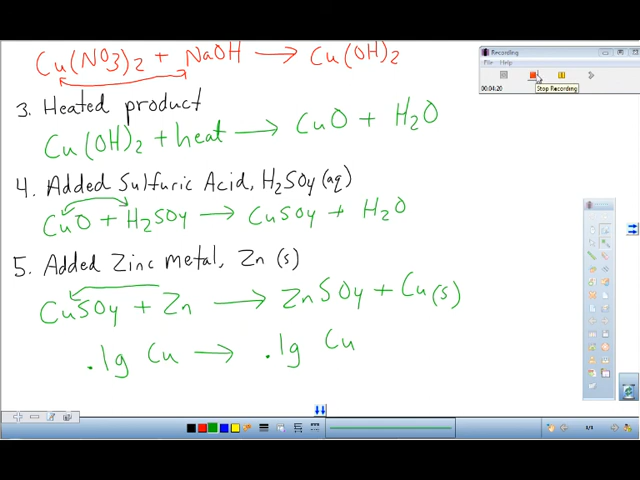 Cu(NO3)2 + NaOH → Cu(OH)2
Recording
File Help
00:04:20
Stop Recording
3. Heated product
Cu(OH)2 + heat → CuO + H2O
4. Added Sulfuric Acid, H2SO4 (aq)
CuO + H2SO4 → CuSO4 + H2O
5. Added Zinc metal, Zn (s)
CuSO4 + Zn → ZnSO4 + Cu(s)
.1g Cu → .1g Cu
1/1